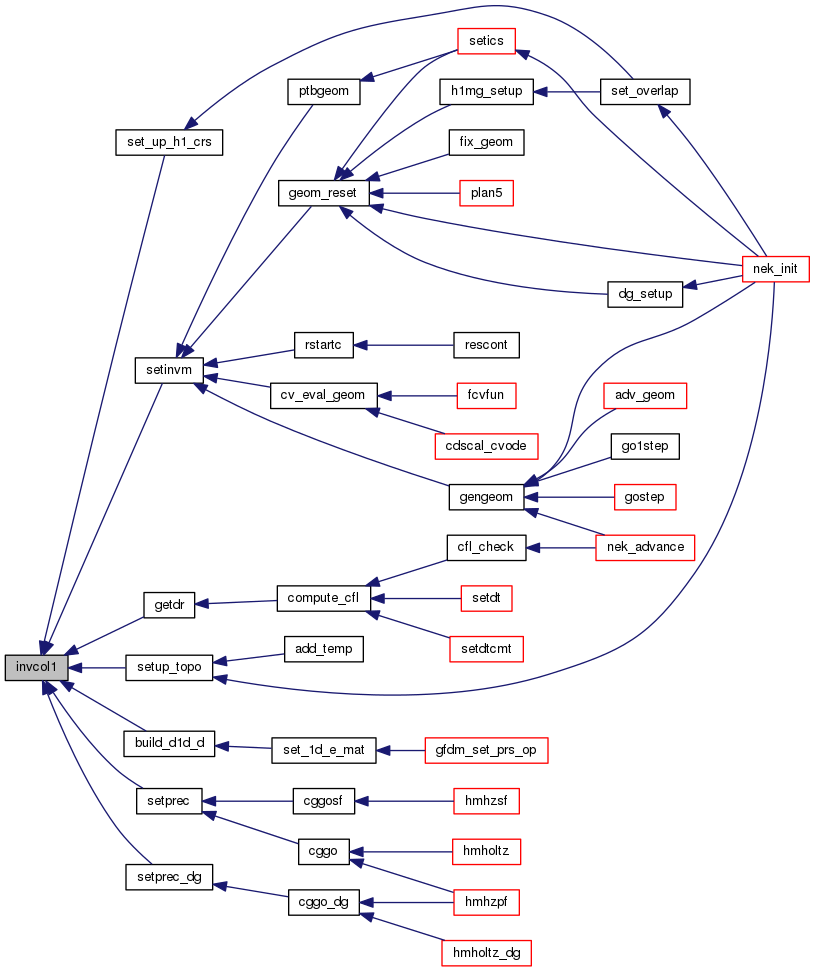 setics
ptbgeom
h1mg_setup
set_overlap
set_up_h1_crs
fix_geom
geom_reset
plan5
nek_init
dg_setup
rstartc
rescont
setinvm
cv_eval_geom
fcvfun
adv_geom
cdscal_cvode
go1step
gengeom
gostep
cfl_check
nek_advance
getdr
compute_cfl
setdt
add_temp
setdtcmt
invcol1
setup_topo
build_d1d_d
set_1d_e_mat
gfdm_set_prs_op
setprec
cggosf
hmhzsf
cggo
hmholtz
setprec_dg
cggo_dg
hmhzpf
hmholtz_dg